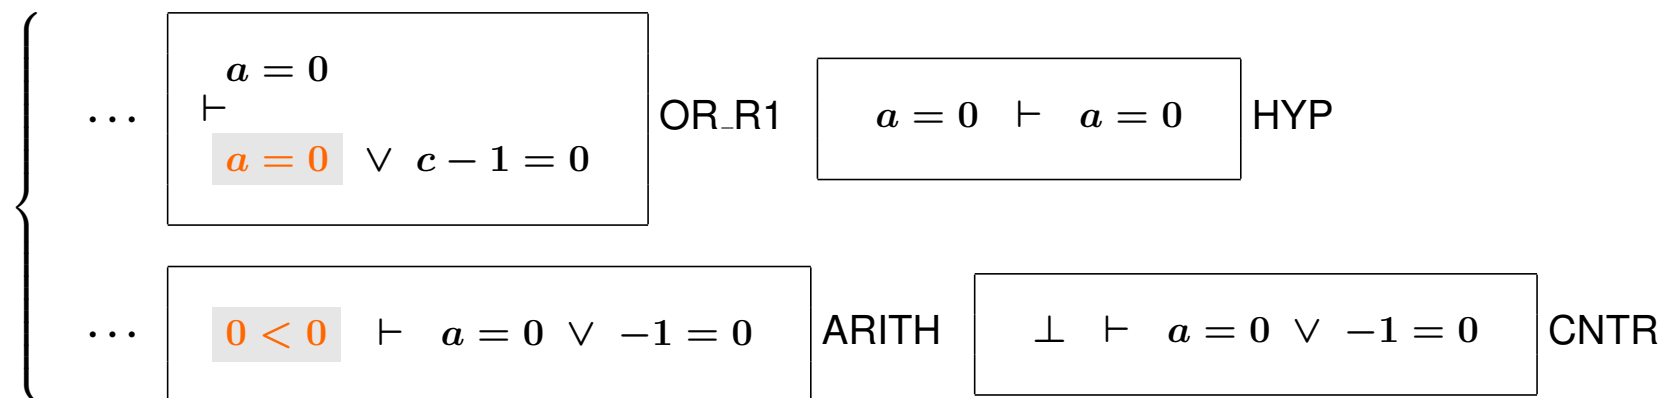 a = 0
⊢
··· a = 0 ∨ c − 1 = 0 OR_R1 a = 0 ⊢ a = 0 HYP
··· 0 < 0 ⊢ a = 0 ∨ −1 = 0 ARITH ⊥ ⊢ a = 0 ∨ −1 = 0 CNTR